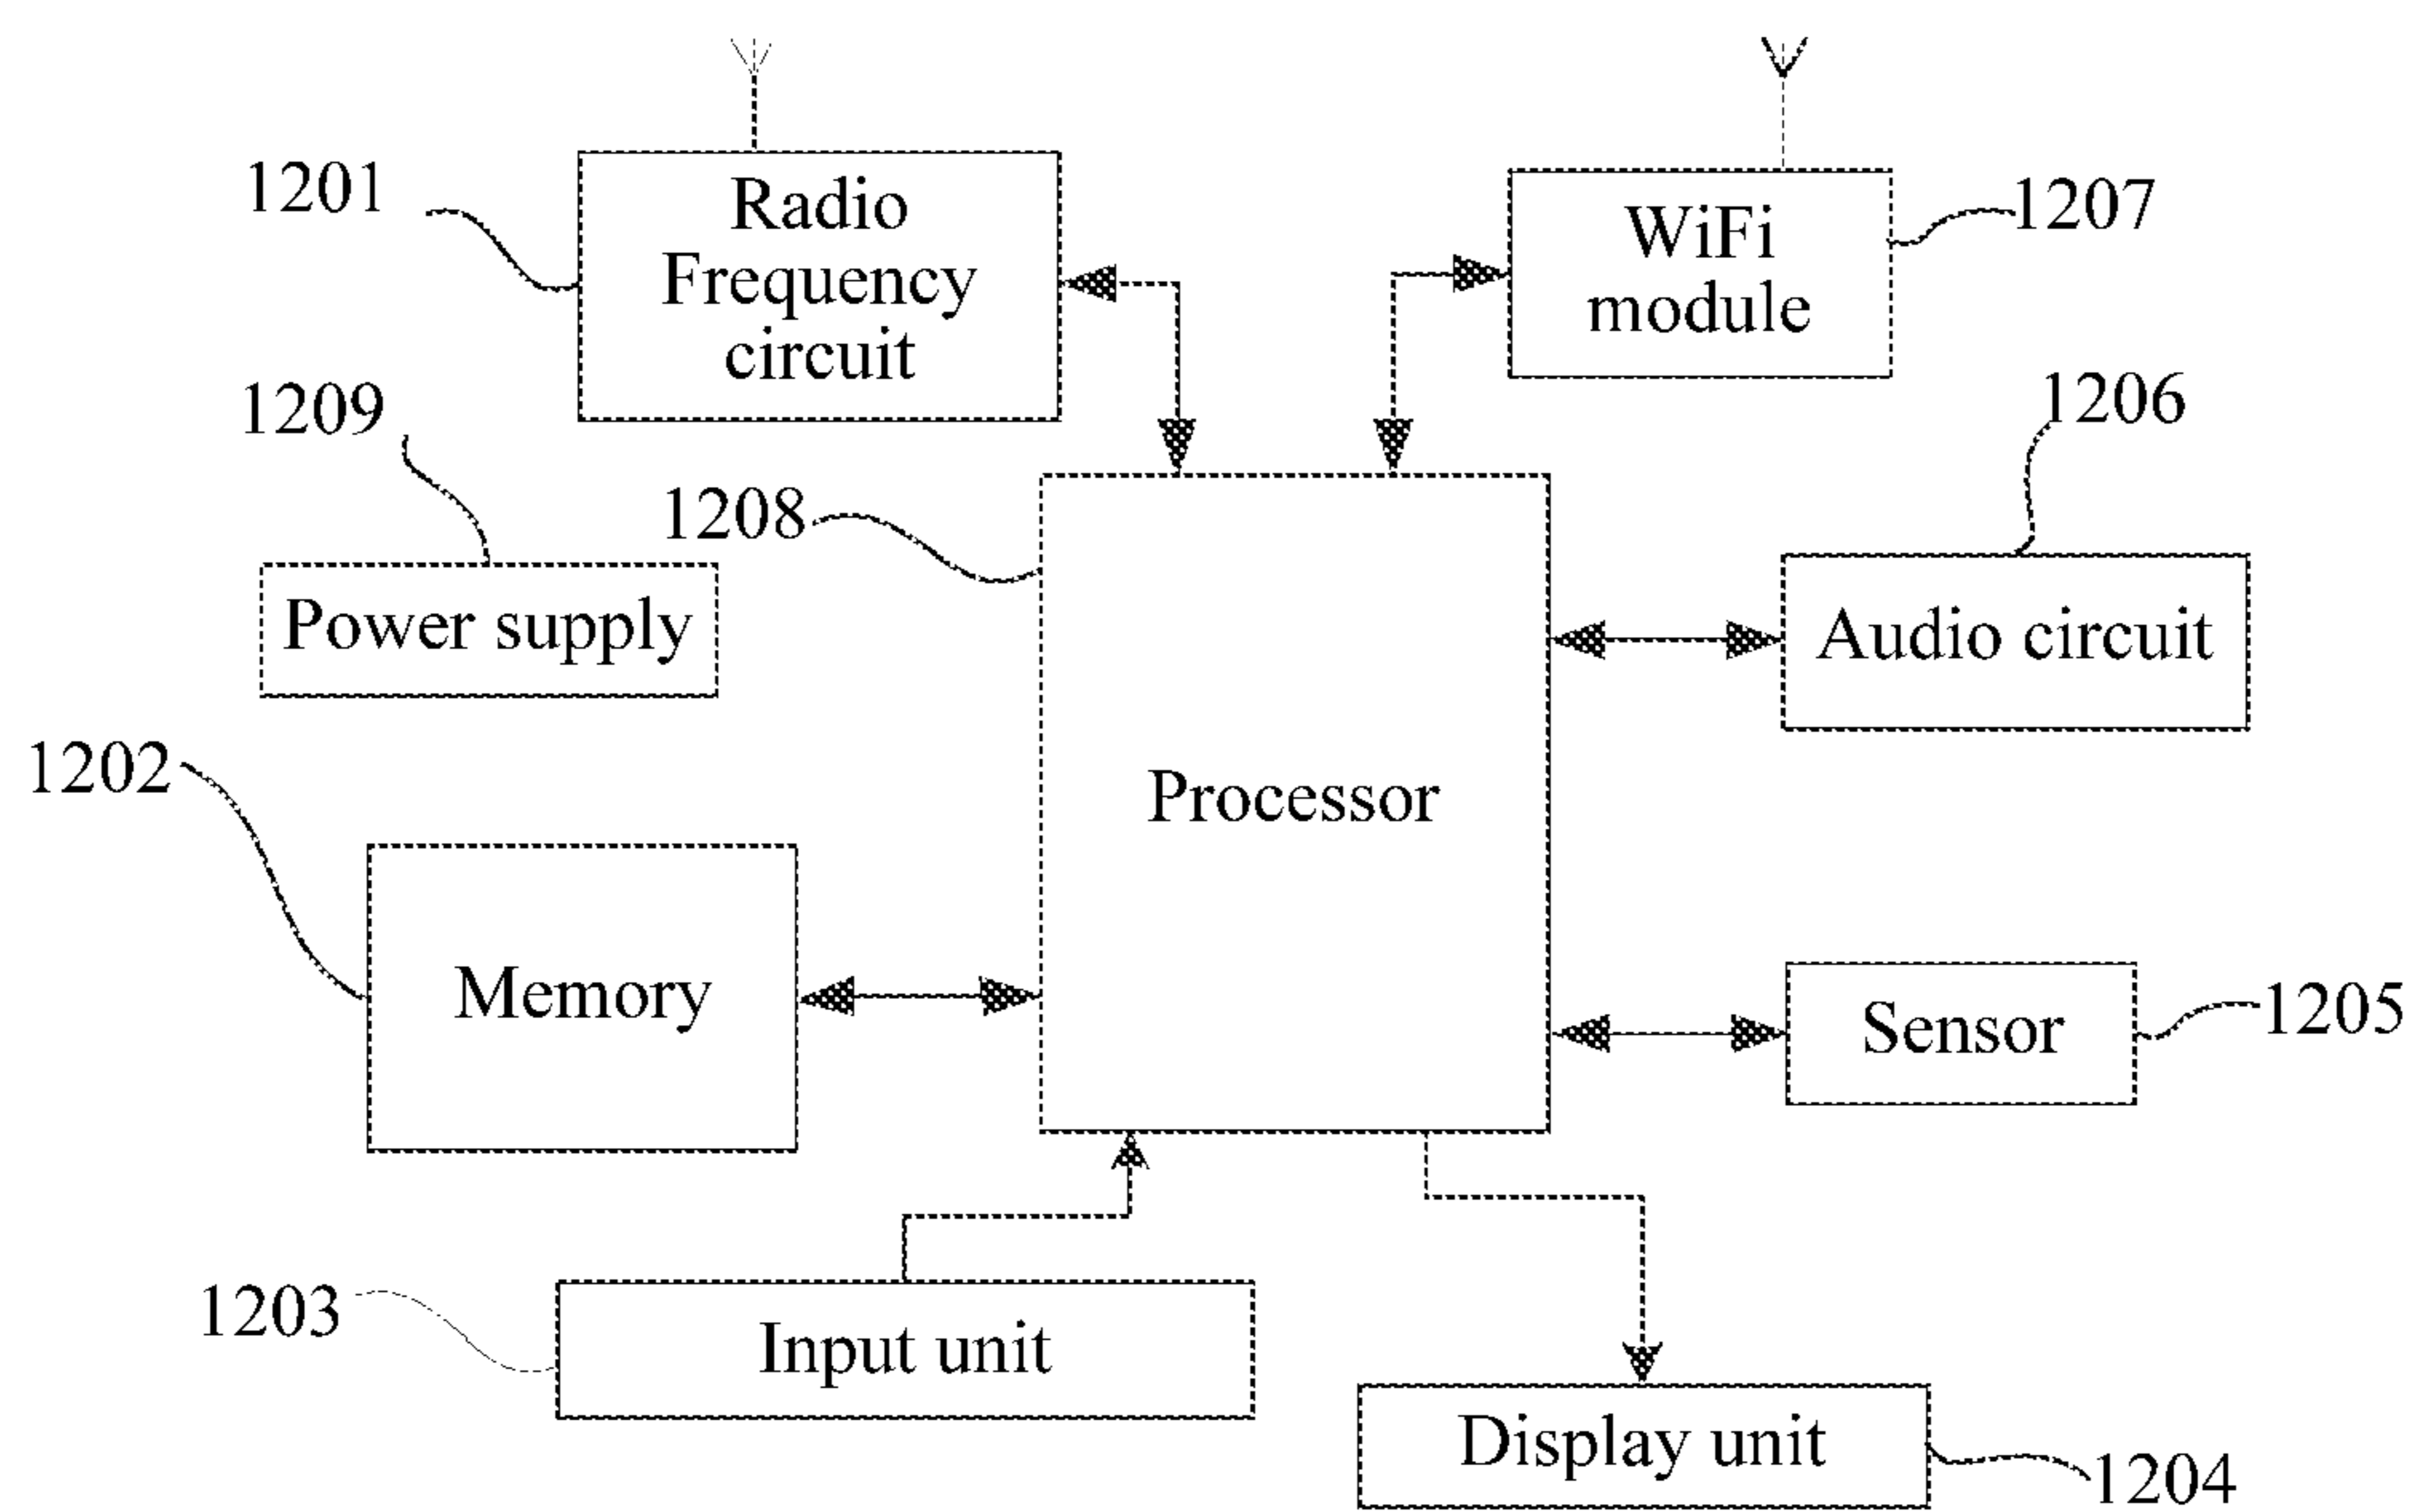 1201
Radio
Frequency
circuit
WiFi
module
1207
1209
1206
1208
Power supply
Audio circuit
1202
Processor
Memory
Sensor
1205
1203
Input unit
Display unit
1204